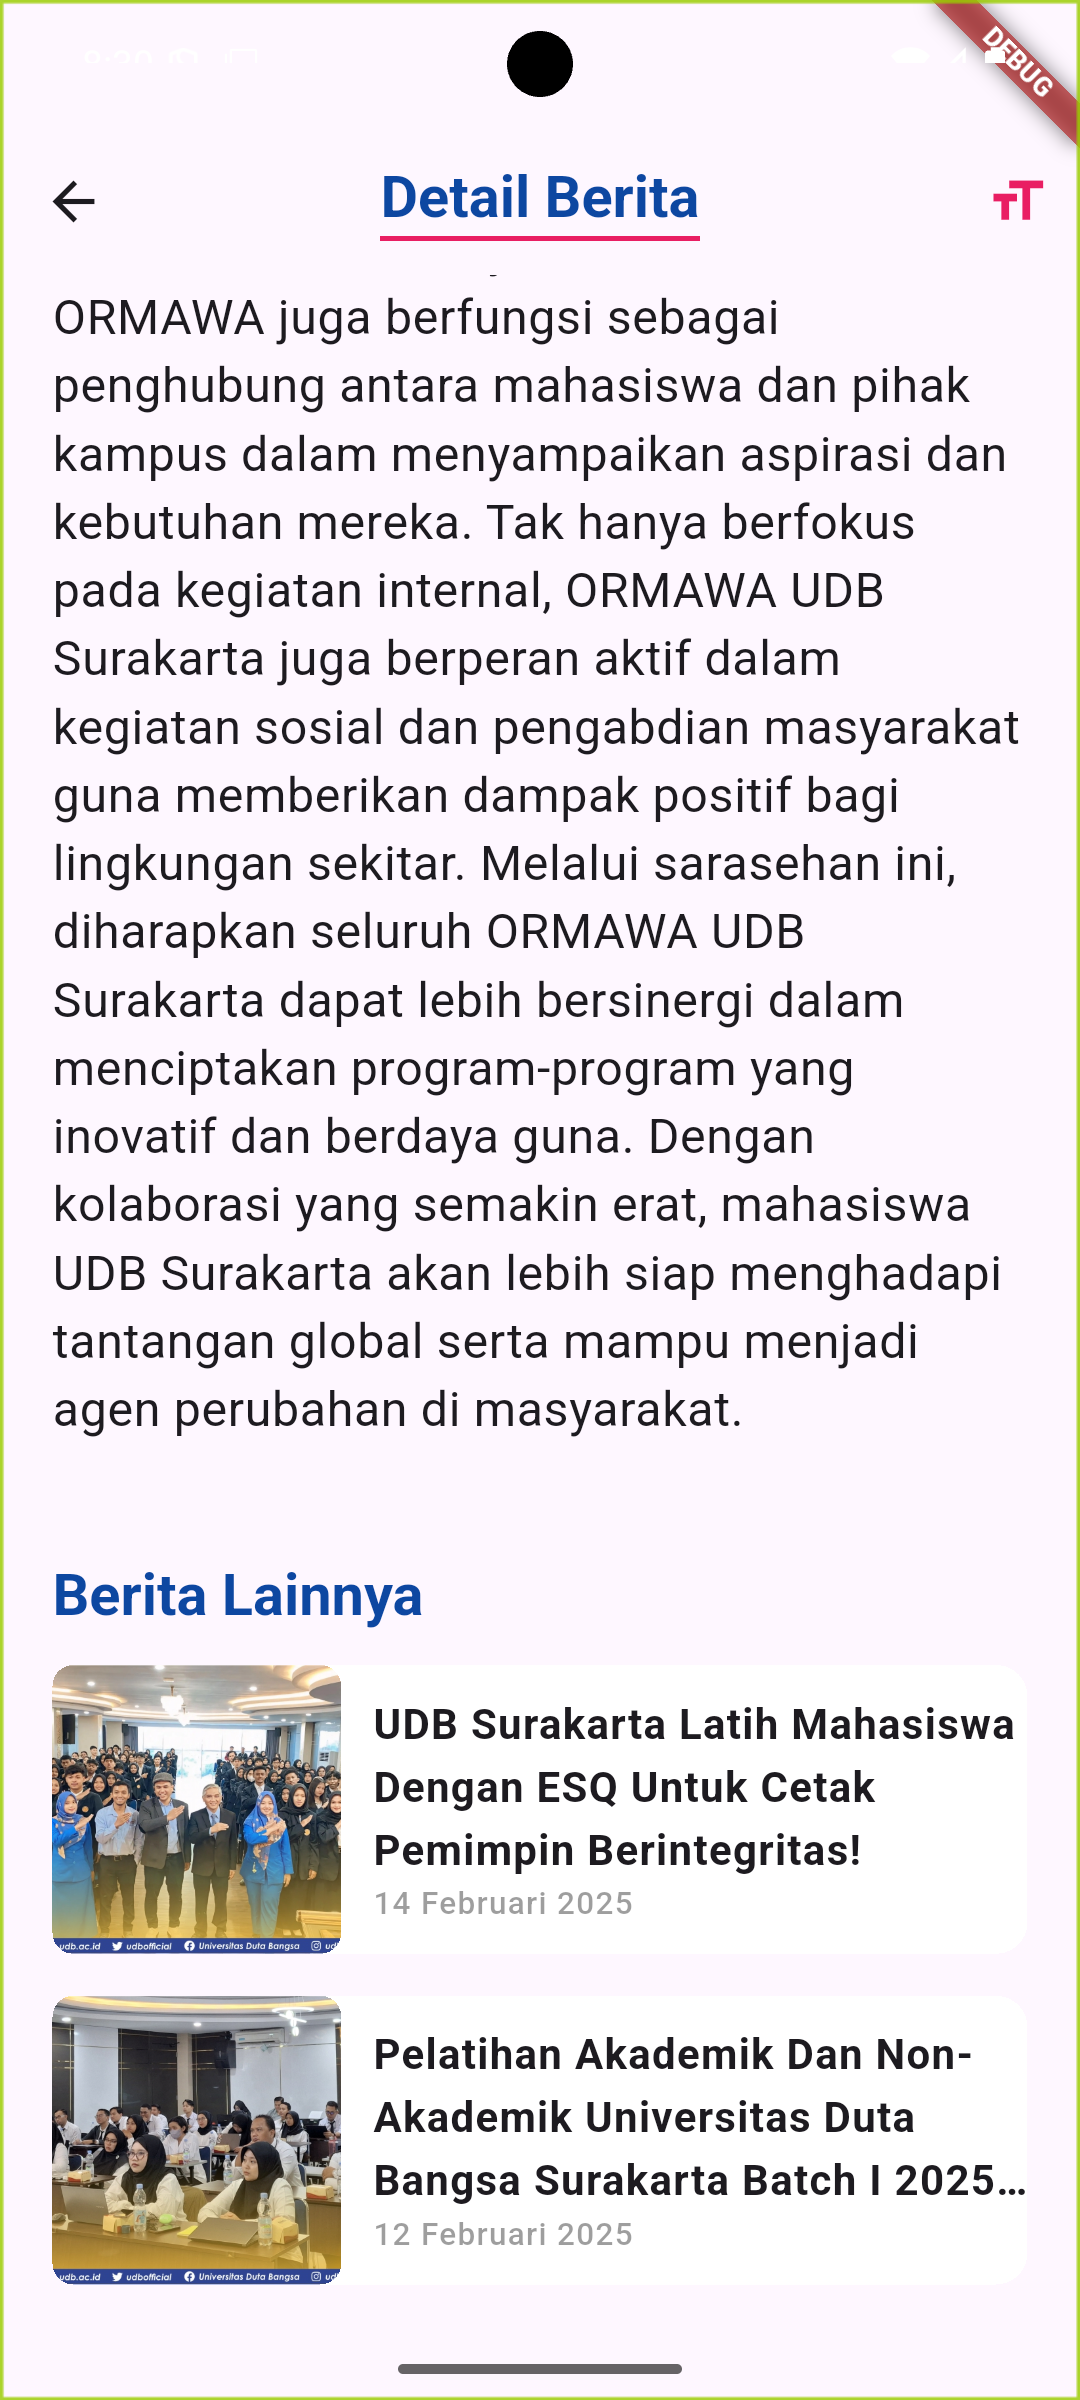 DEBUG
Detail Berita
ORMAWA juga berfungsi sebagai
penghubung antara mahasiswa dan pihak
kampus dalam menyampaikan aspirasi dan
kebutuhan mereka. Tak hanya berfokus
pada kegiatan internal, ORMAWA UDB
Surakarta juga berperan aktif dalam
kegiatan sosial dan pengabdian masyarakat
guna memberikan dampak positif bagi
lingkungan sekitar. Melalui sarasehan ini,
diharapkan seluruh ORMAWA UDB
Surakarta dapat lebih bersinergi dalam
menciptakan program-program yang
inovatif dan berdaya guna. Dengan
kolaborasi yang semakin erat, mahasiswa
UDB Surakarta akan lebih siap menghadapi
tantangan global serta mampu menjadi
agen perubahan di masyarakat.
Berita Lainnya
UDB Surakarta Latih Mahasiswa
Dengan ESQ Untuk Cetak
Pemimpin Berintegritas!
14 Februari 2025
udb.ac.id udbofficial Universitas Duta Bangsa
Pelatihan Akademik Dan Non-
Akademik Universitas Duta
Bangsa Surakarta Batch I 2025...
12 Februari 2025
udb.ac.id udbofficial Universitas Duta Bangsa